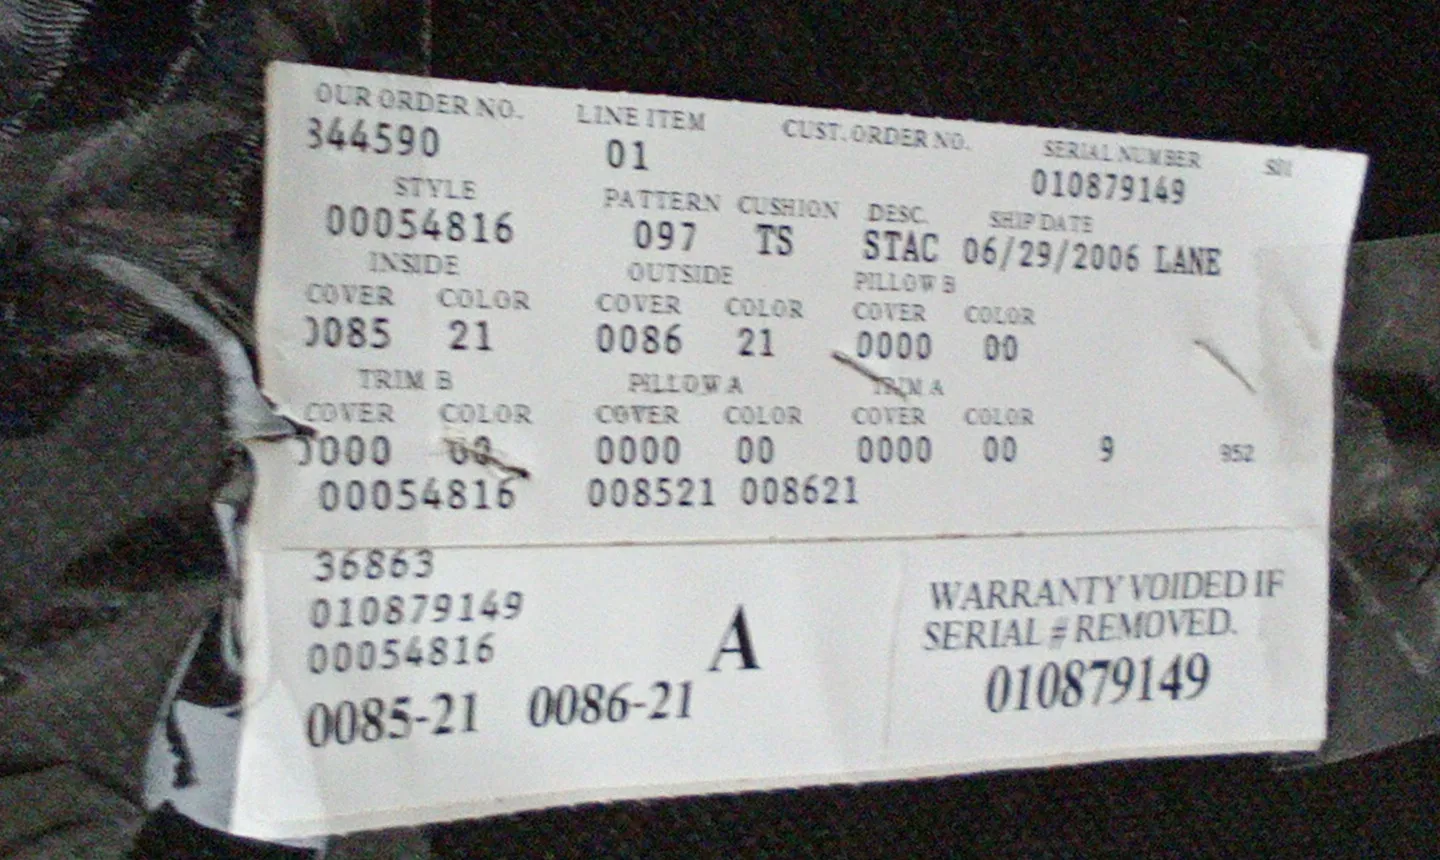 OUR ORDER NO. LINE ITEM CUST. ORDER NO. SERIAL NUMBER S01
344590 01 010879149
STYLE PATTERN CUSHION DESC. SHIP DATE
00054816 097 TS STAC 06/29/2006 LANE
INSIDE OUTSIDE PILLOW B
COVER COLOR COVER COLOR COVER COLOR
0085 21 0086 21 0000 00
TRIM B PILLOW A TRIM A
COVER COLOR COVER COLOR COVER COLOR
0000 00 0000 00 0000 00 9 952
00054816 008521 008621
36863
010879149
00054816
A
0085-21 0086-21
WARRANTY VOIDED IF
SERIAL # REMOVED.
010879149